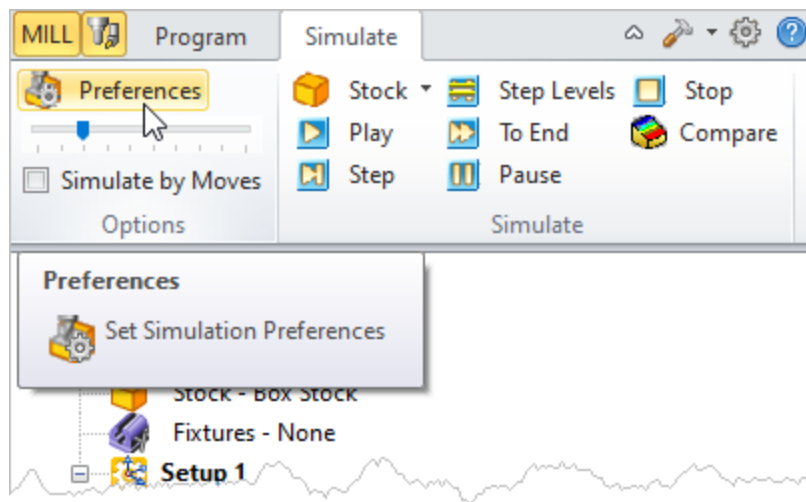 MILL Program Simulate
Preferences Stock Step Levels Stop
Play To End Compare
Simulate by Moves Step Pause
Options Simulate
Preferences
Set Simulation Preferences
Stock - Box Stock
Fixtures - None
Setup 1